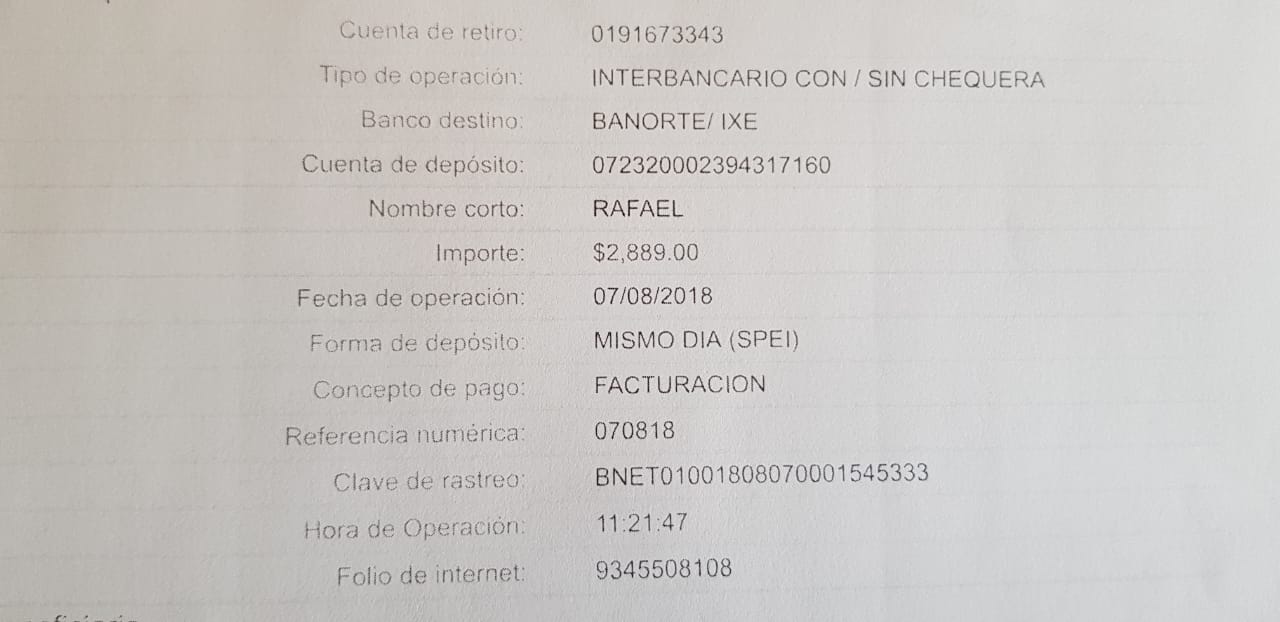 Cuenta de retiro: 0191673343
Tipo de operación: INTERBANCARIO CON / SIN CHEQUERA
Banco destino: BANORTE/ IXE
Cuenta de depósito: 072320002394317160
Nombre corto: RAFAEL
Importe: $2,889.00
Fecha de operación: 07/08/2018
Forma de depósito: MISMO DIA (SPEI)
Concepto de pago: FACTURACION
Referencia numérica: 070818
Clave de rastreo: BNET01001808070001545333
Hora de Operación: 11:21:47
Folio de internet: 9345508108